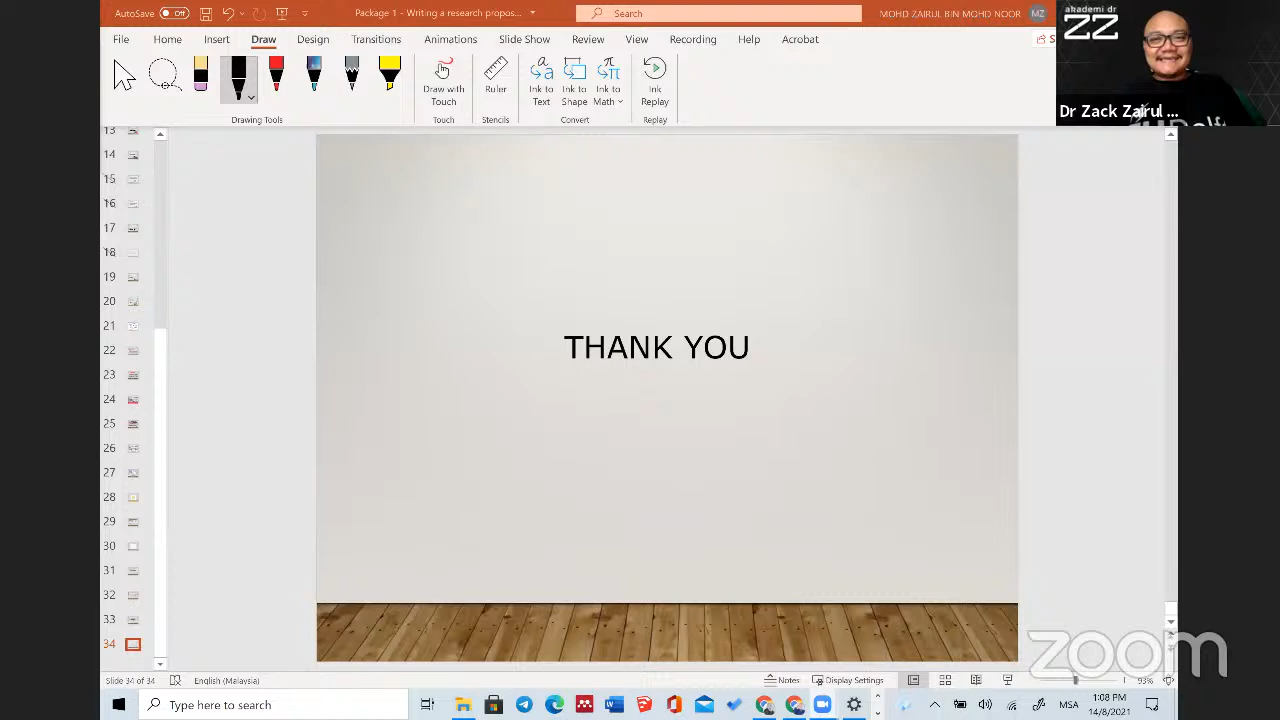 AutoSave Off Package 1 - Writing a research propos... Search MOHD ZAIRUL BIN MOHD NOOR MZ
akademi dr
ZZ
File Home Insert Draw Design Animations Slide Sh Review View Recording Help Acrobat S
Draw with Touch
Ruler
Ink to Text
Ink to Shape
Ink to Math
Ink Replay
Drawing Tools Touch Stencils Convert Replay
Dr Zack Zairul ...
13
14
15
16
17
18
19
20
21
22
23
24
25
26
27
28
29
30
31
32
33
34
THANK YOU
zoom
Slide 34 of 34 English (Malaysia) Notes Display Settings 93%
Type here to search MSA 1:08 PM
14/8/2021